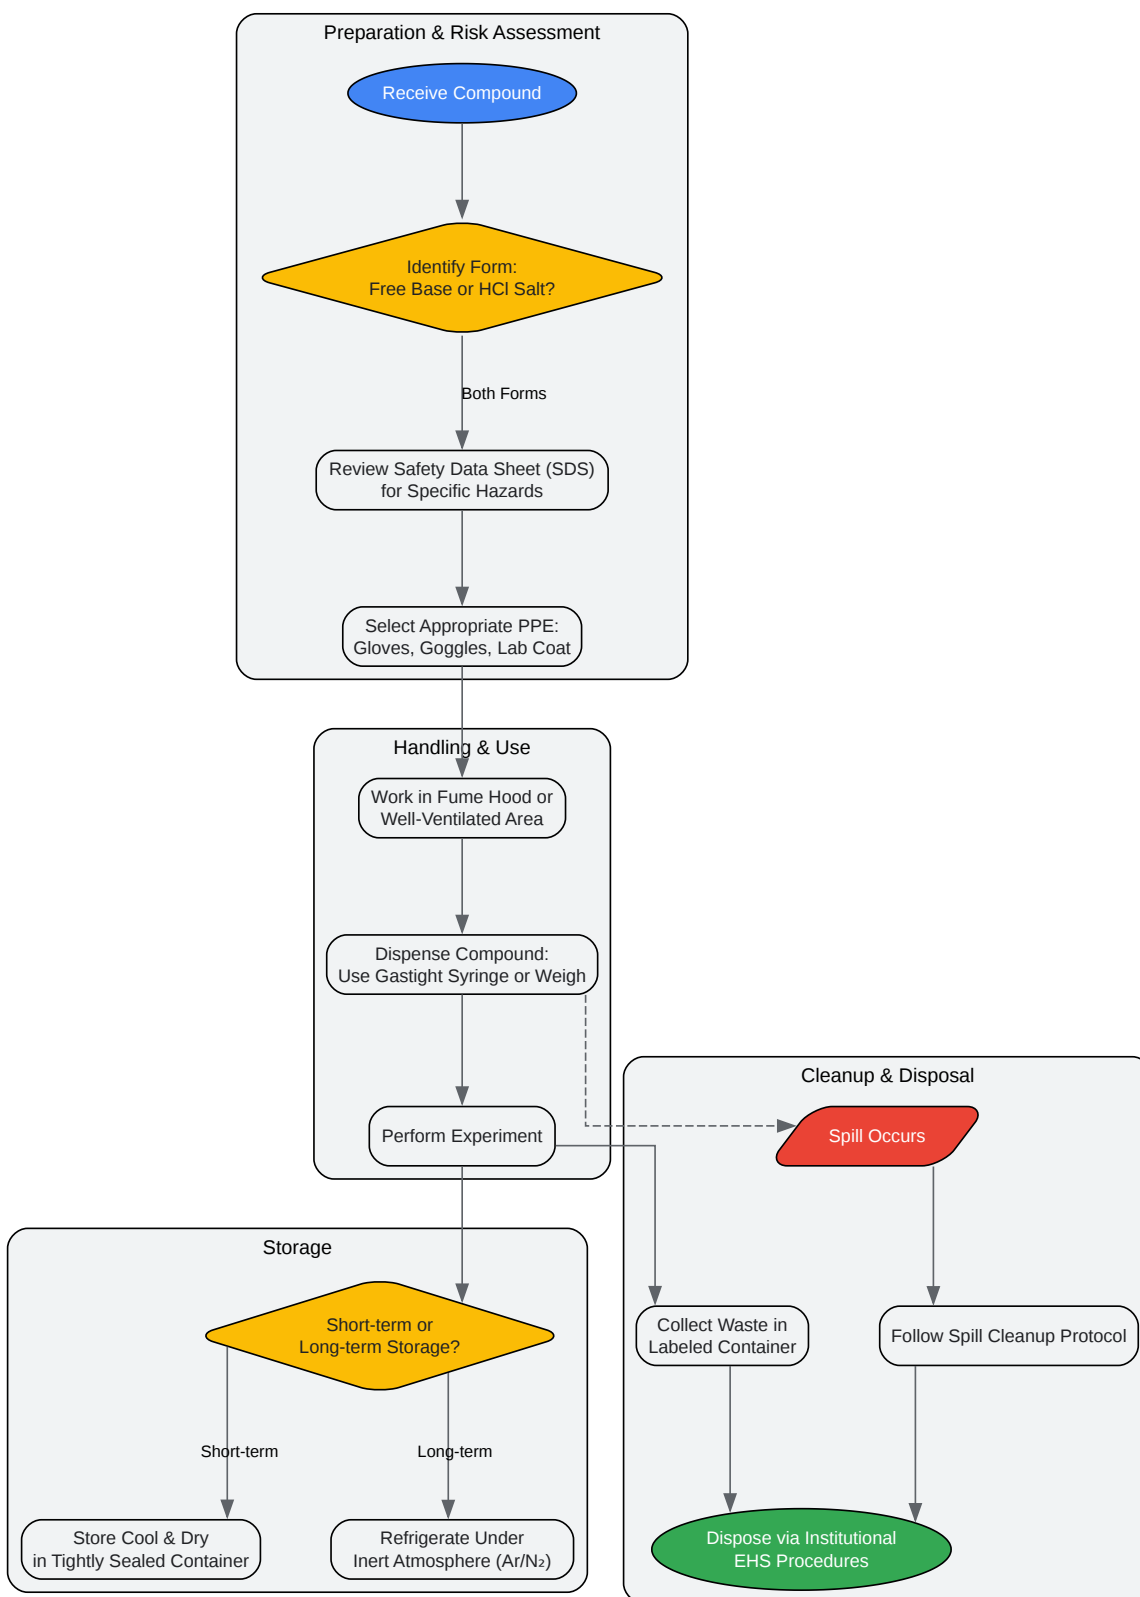 Preparation & Risk Assessment
Receive Compound
Identify Form:
Free Base or HCl Salt?
Both Forms
Review Safety Data Sheet (SDS)
for Specific Hazards
Select Appropriate PPE:
Gloves, Goggles, Lab Coat
Handling & Use
Work in Fume Hood or
Well-Ventilated Area
Dispense Compound:
Use Gastight Syringe or Weigh
Perform Experiment
Cleanup & Disposal
Spill Occurs
Collect Waste in
Labeled Container
Follow Spill Cleanup Protocol
Dispose via Institutional
EHS Procedures
Storage
Short-term or
Long-term Storage?
Short-term
Long-term
Store Cool & Dry
in Tightly Sealed Container
Refrigerate Under
Inert Atmosphere (Ar/N₂)